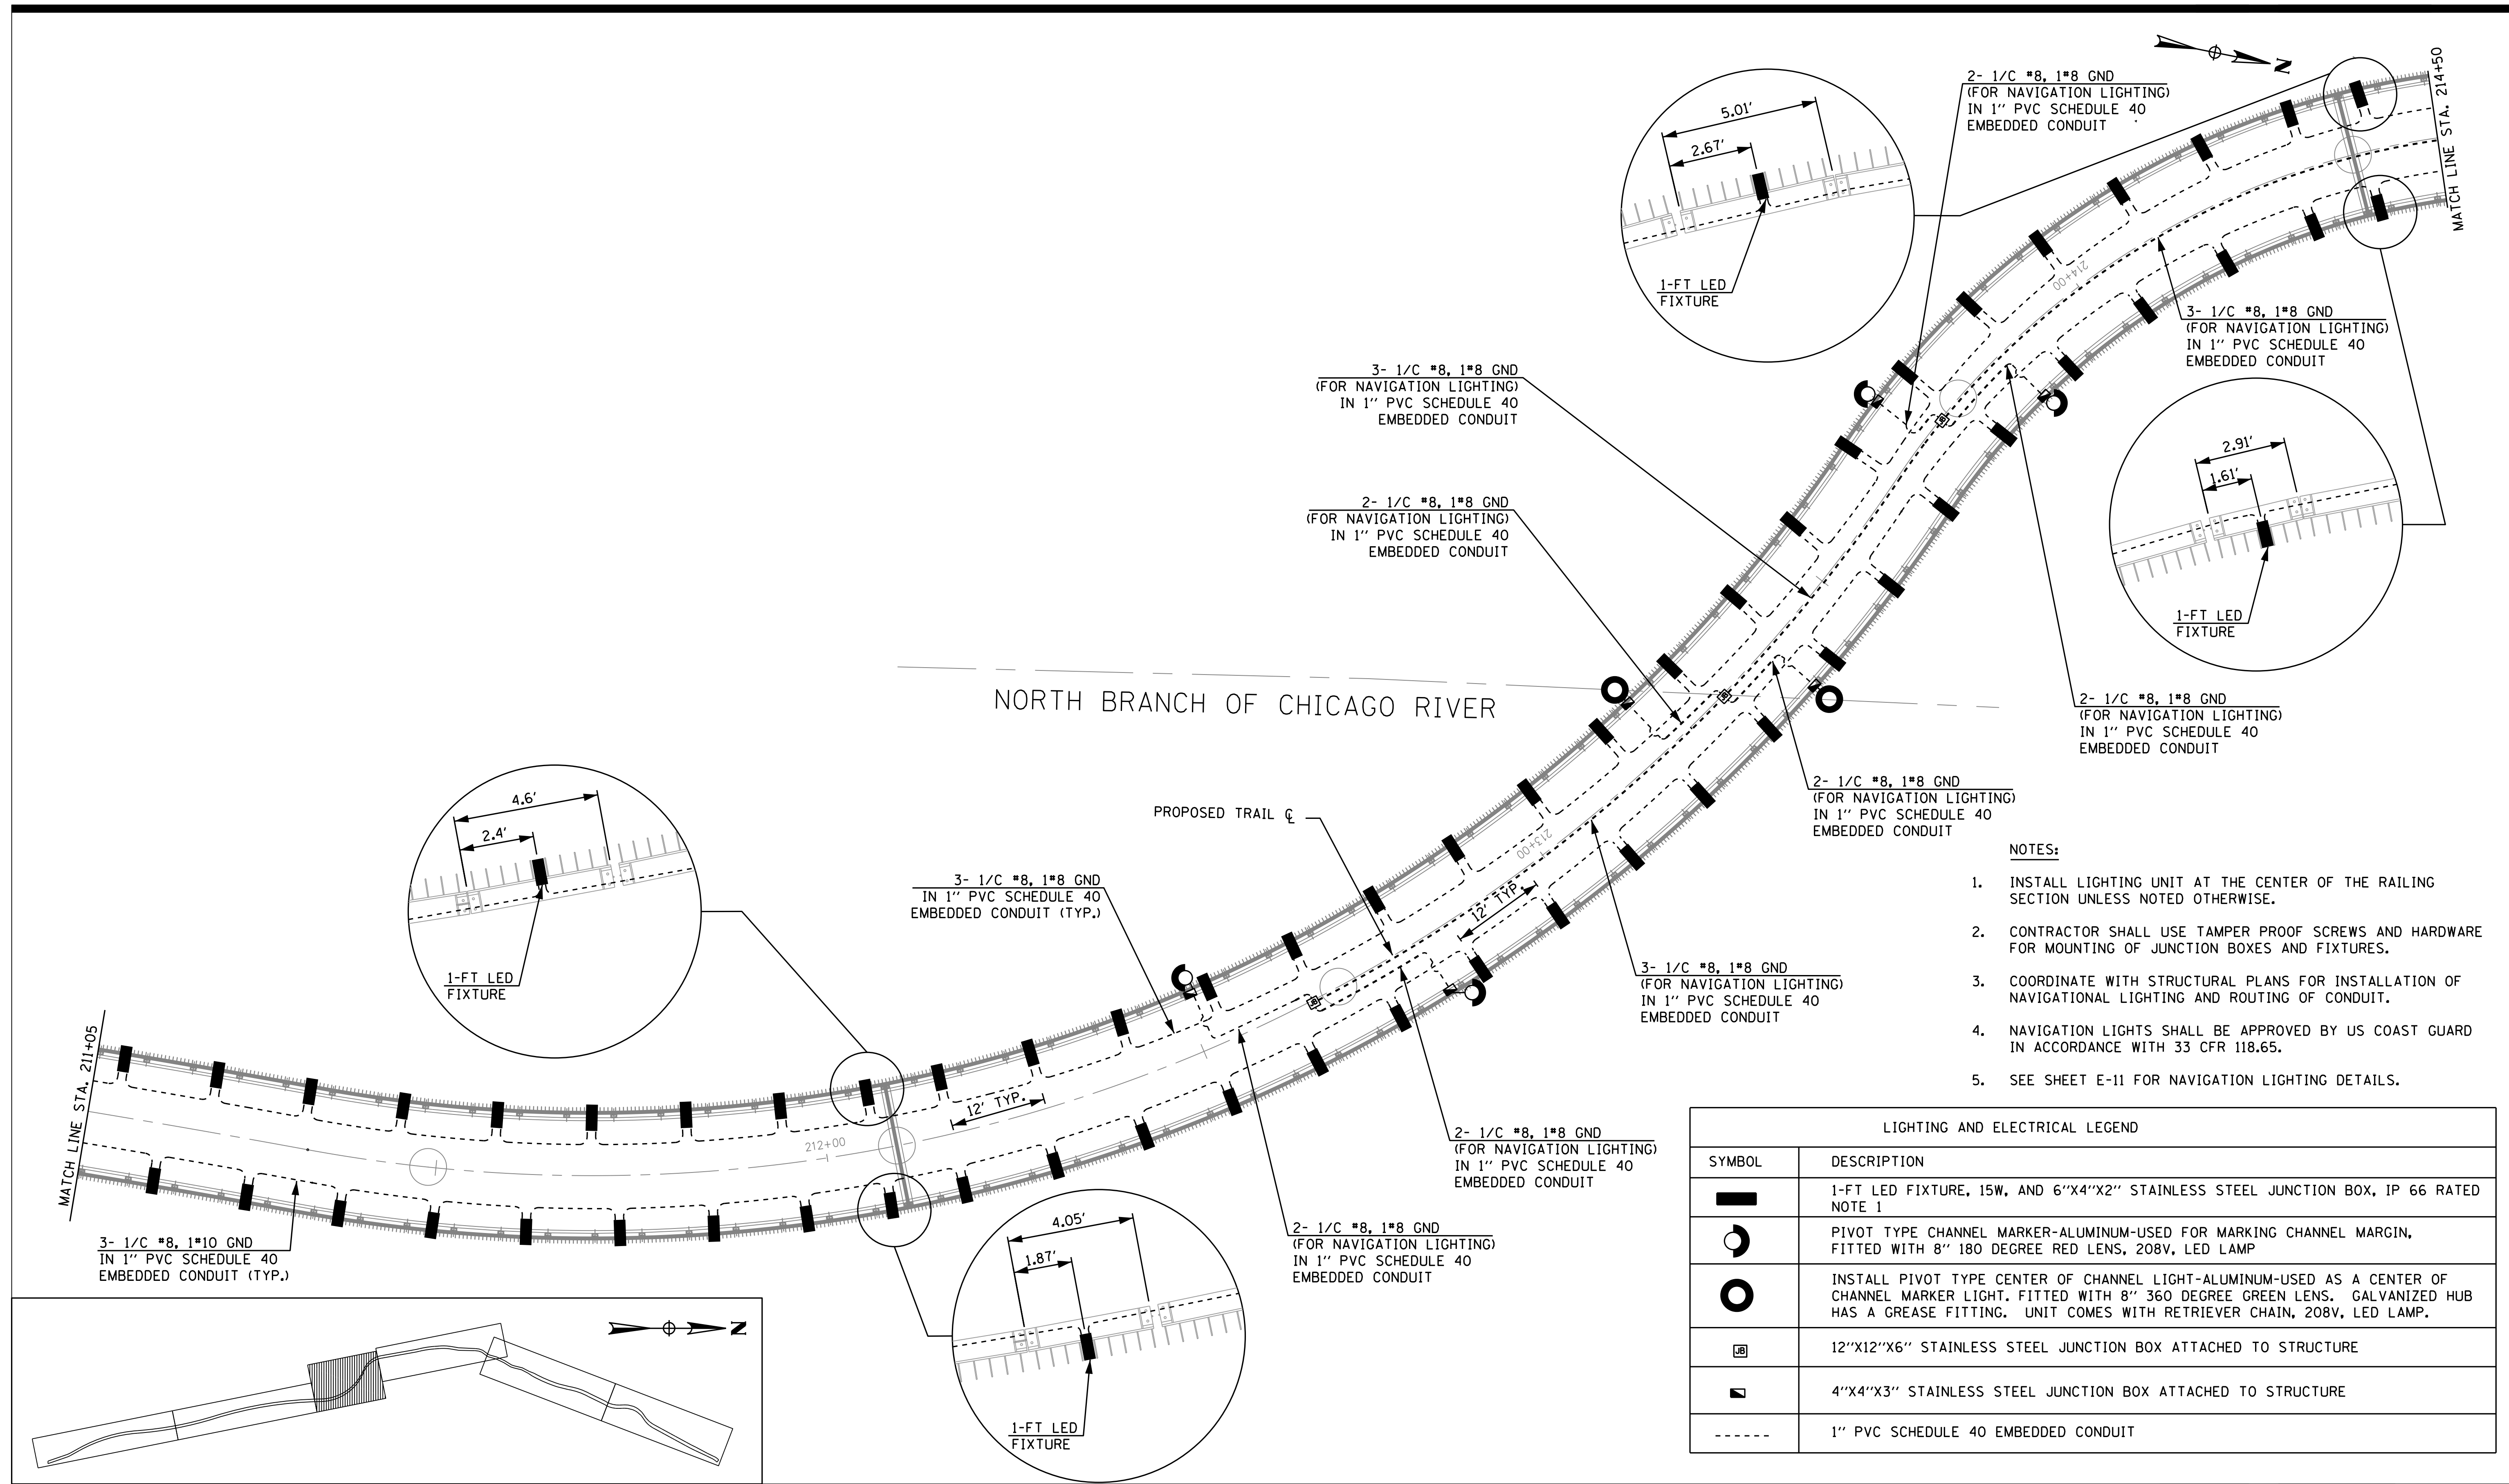 N
MATCH LINE STA. 214+50
2- 1/C #8, 1#8 GND
(FOR NAVIGATION LIGHTING)
IN 1" PVC SCHEDULE 40
EMBEDDED CONDUIT
5.01'
2.67'
1-FT LED
FIXTURE
214+00
3- 1/C #8, 1#8 GND
(FOR NAVIGATION LIGHTING)
IN 1" PVC SCHEDULE 40
EMBEDDED CONDUIT
3- 1/C #8, 1#8 GND
(FOR NAVIGATION LIGHTING)
IN 1" PVC SCHEDULE 40
EMBEDDED CONDUIT
JB
2.91'
1.61'
1-FT LED
FIXTURE
2- 1/C #8, 1#8 GND
(FOR NAVIGATION LIGHTING)
IN 1" PVC SCHEDULE 40
EMBEDDED CONDUIT
NORTH BRANCH OF CHICAGO RIVER
JB
2- 1/C #8, 1#8 GND
(FOR NAVIGATION LIGHTING)
IN 1" PVC SCHEDULE 40
EMBEDDED CONDUIT
2- 1/C #8, 1#8 GND
(FOR NAVIGATION LIGHTING)
IN 1" PVC SCHEDULE 40
EMBEDDED CONDUIT
4.6'
2.4'
1-FT LED
FIXTURE
PROPOSED TRAIL ℄
213+00
12' TYP.
3- 1/C #8, 1#8 GND
IN 1" PVC SCHEDULE 40
EMBEDDED CONDUIT (TYP.)
JB
3- 1/C #8, 1#8 GND
(FOR NAVIGATION LIGHTING)
IN 1" PVC SCHEDULE 40
EMBEDDED CONDUIT
MATCH LINE STA. 211+05
12' TYP.
212+00
2- 1/C #8, 1#8 GND
(FOR NAVIGATION LIGHTING)
IN 1" PVC SCHEDULE 40
EMBEDDED CONDUIT
2- 1/C #8, 1#8 GND
(FOR NAVIGATION LIGHTING)
IN 1" PVC SCHEDULE 40
EMBEDDED CONDUIT
3- 1/C #8, 1#10 GND
IN 1" PVC SCHEDULE 40
EMBEDDED CONDUIT (TYP.)
4.05'
1.87'
1-FT LED
FIXTURE
N
NOTES:
1. INSTALL LIGHTING UNIT AT THE CENTER OF THE RAILING
SECTION UNLESS NOTED OTHERWISE.
2. CONTRACTOR SHALL USE TAMPER PROOF SCREWS AND HARDWARE
FOR MOUNTING OF JUNCTION BOXES AND FIXTURES.
3. COORDINATE WITH STRUCTURAL PLANS FOR INSTALLATION OF
NAVIGATIONAL LIGHTING AND ROUTING OF CONDUIT.
4. NAVIGATION LIGHTS SHALL BE APPROVED BY US COAST GUARD
IN ACCORDANCE WITH 33 CFR 118.65.
5. SEE SHEET E-11 FOR NAVIGATION LIGHTING DETAILS.
LIGHTING AND ELECTRICAL LEGEND
SYMBOL DESCRIPTION
1-FT LED FIXTURE, 15W, AND 6"X4"X2" STAINLESS STEEL JUNCTION BOX, IP 66 RATED
NOTE 1
PIVOT TYPE CHANNEL MARKER-ALUMINUM-USED FOR MARKING CHANNEL MARGIN,
FITTED WITH 8" 180 DEGREE RED LENS, 208V, LED LAMP
INSTALL PIVOT TYPE CENTER OF CHANNEL LIGHT-ALUMINUM-USED AS A CENTER OF
CHANNEL MARKER LIGHT. FITTED WITH 8" 360 DEGREE GREEN LENS. GALVANIZED HUB
HAS A GREASE FITTING. UNIT COMES WITH RETRIEVER CHAIN, 208V, LED LAMP.
JB 12"X12"X6" STAINLESS STEEL JUNCTION BOX ATTACHED TO STRUCTURE
4"X4"X3" STAINLESS STEEL JUNCTION BOX ATTACHED TO STRUCTURE
1" PVC SCHEDULE 40 EMBEDDED CONDUIT